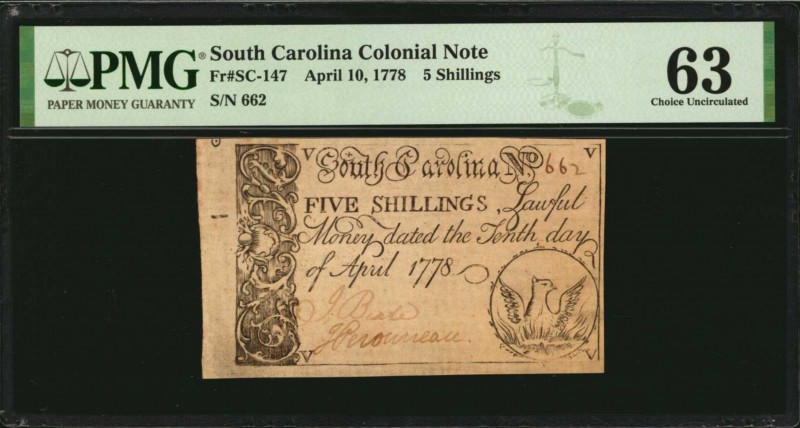 PMG®
PAPER MONEY GUARANTY
South Carolina Colonial Note
Fr#SC-147 April 10, 1778 5 Shillings
S/N 662
63
Choice Uncirculated
V South Carolina No. 662 V
FIVE SHILLINGS, Lawful
Money dated the Tenth day
of April 1778
V V